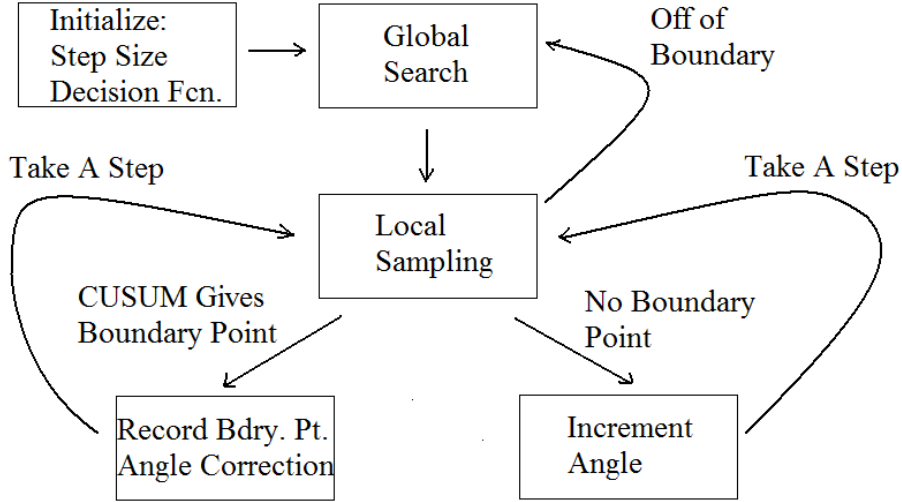 Initialize:
Step Size
Decision Fcn.
Global
Search
Off of
Boundary
Take A Step
Take A Step
Local
Sampling
CUSUM Gives
Boundary Point
No Boundary
Point
Record Bdry. Pt.
Angle Correction
Increment
Angle